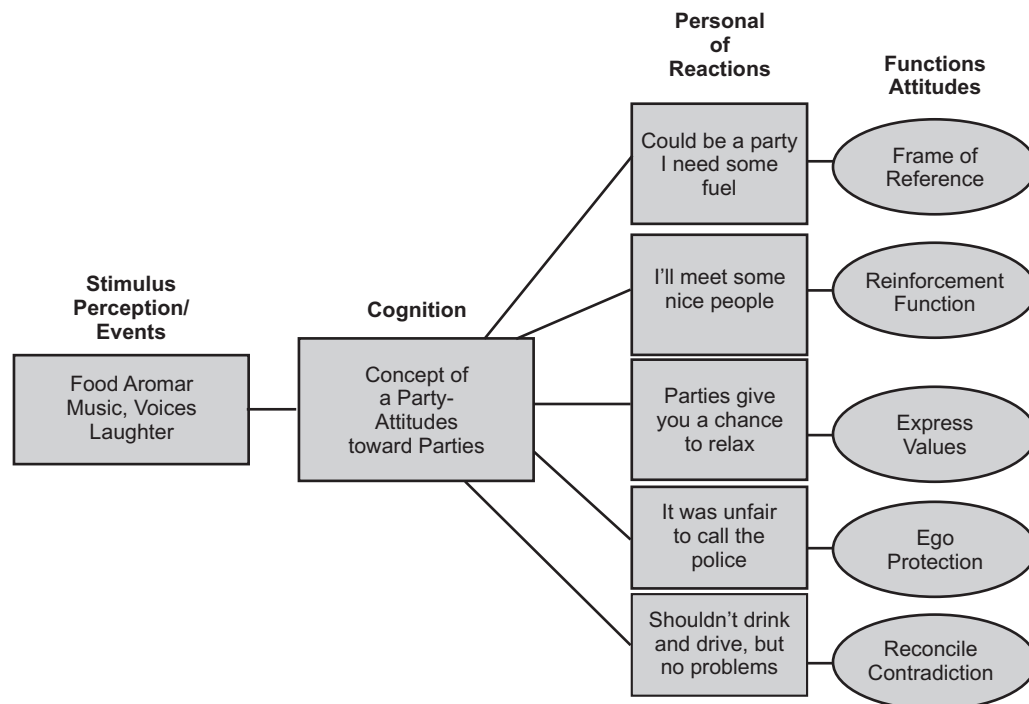 Personal
of
Reactions
Functions
Attitudes
Stimulus
Perception/
Events
Cognition
Food Aromar
Music, Voices
Laughter
Concept of
a Party-
Attitudes
toward Parties
Could be a party
I need some
fuel
Frame of
Reference
I'll meet some
nice people
Reinforcement
Function
Parties give
you a chance
to relax
Express
Values
It was unfair
to call the
police
Ego
Protection
Shouldn't drink
and drive, but
no problems
Reconcile
Contradiction